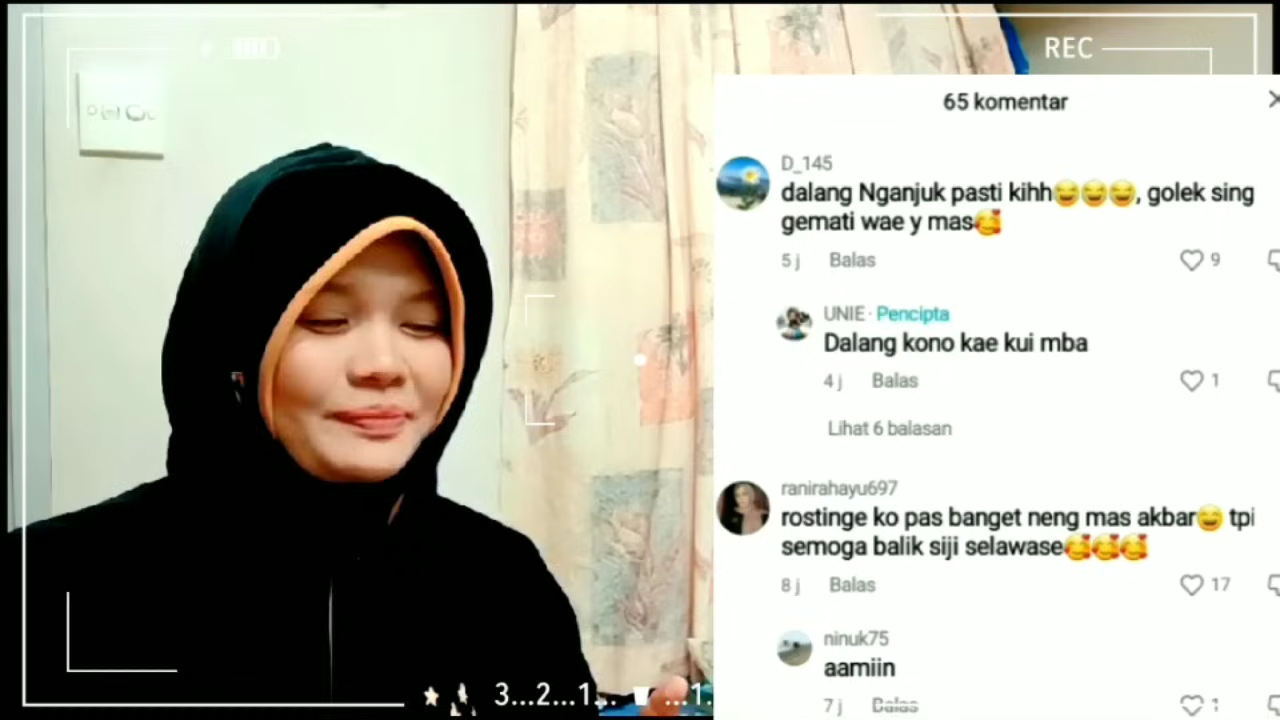 REC
65 komentar
D_145
dalang Nganjuk pasti kihh😂😂😂, golek sing
gemati wae y mas🥰
5 j Balas 9
UNIE · Pencipta
Dalang kono kae kui mba
4 j Balas 1
Lihat 6 balasan
ranirahayu697
rostinge ko pas banget neng mas akbar😄 tpi
semoga balik siji selawase🥰🥰🥰
8 j Balas 17
ninuk75
aamiin
7 j Balas 1
3...2...1... ...1.